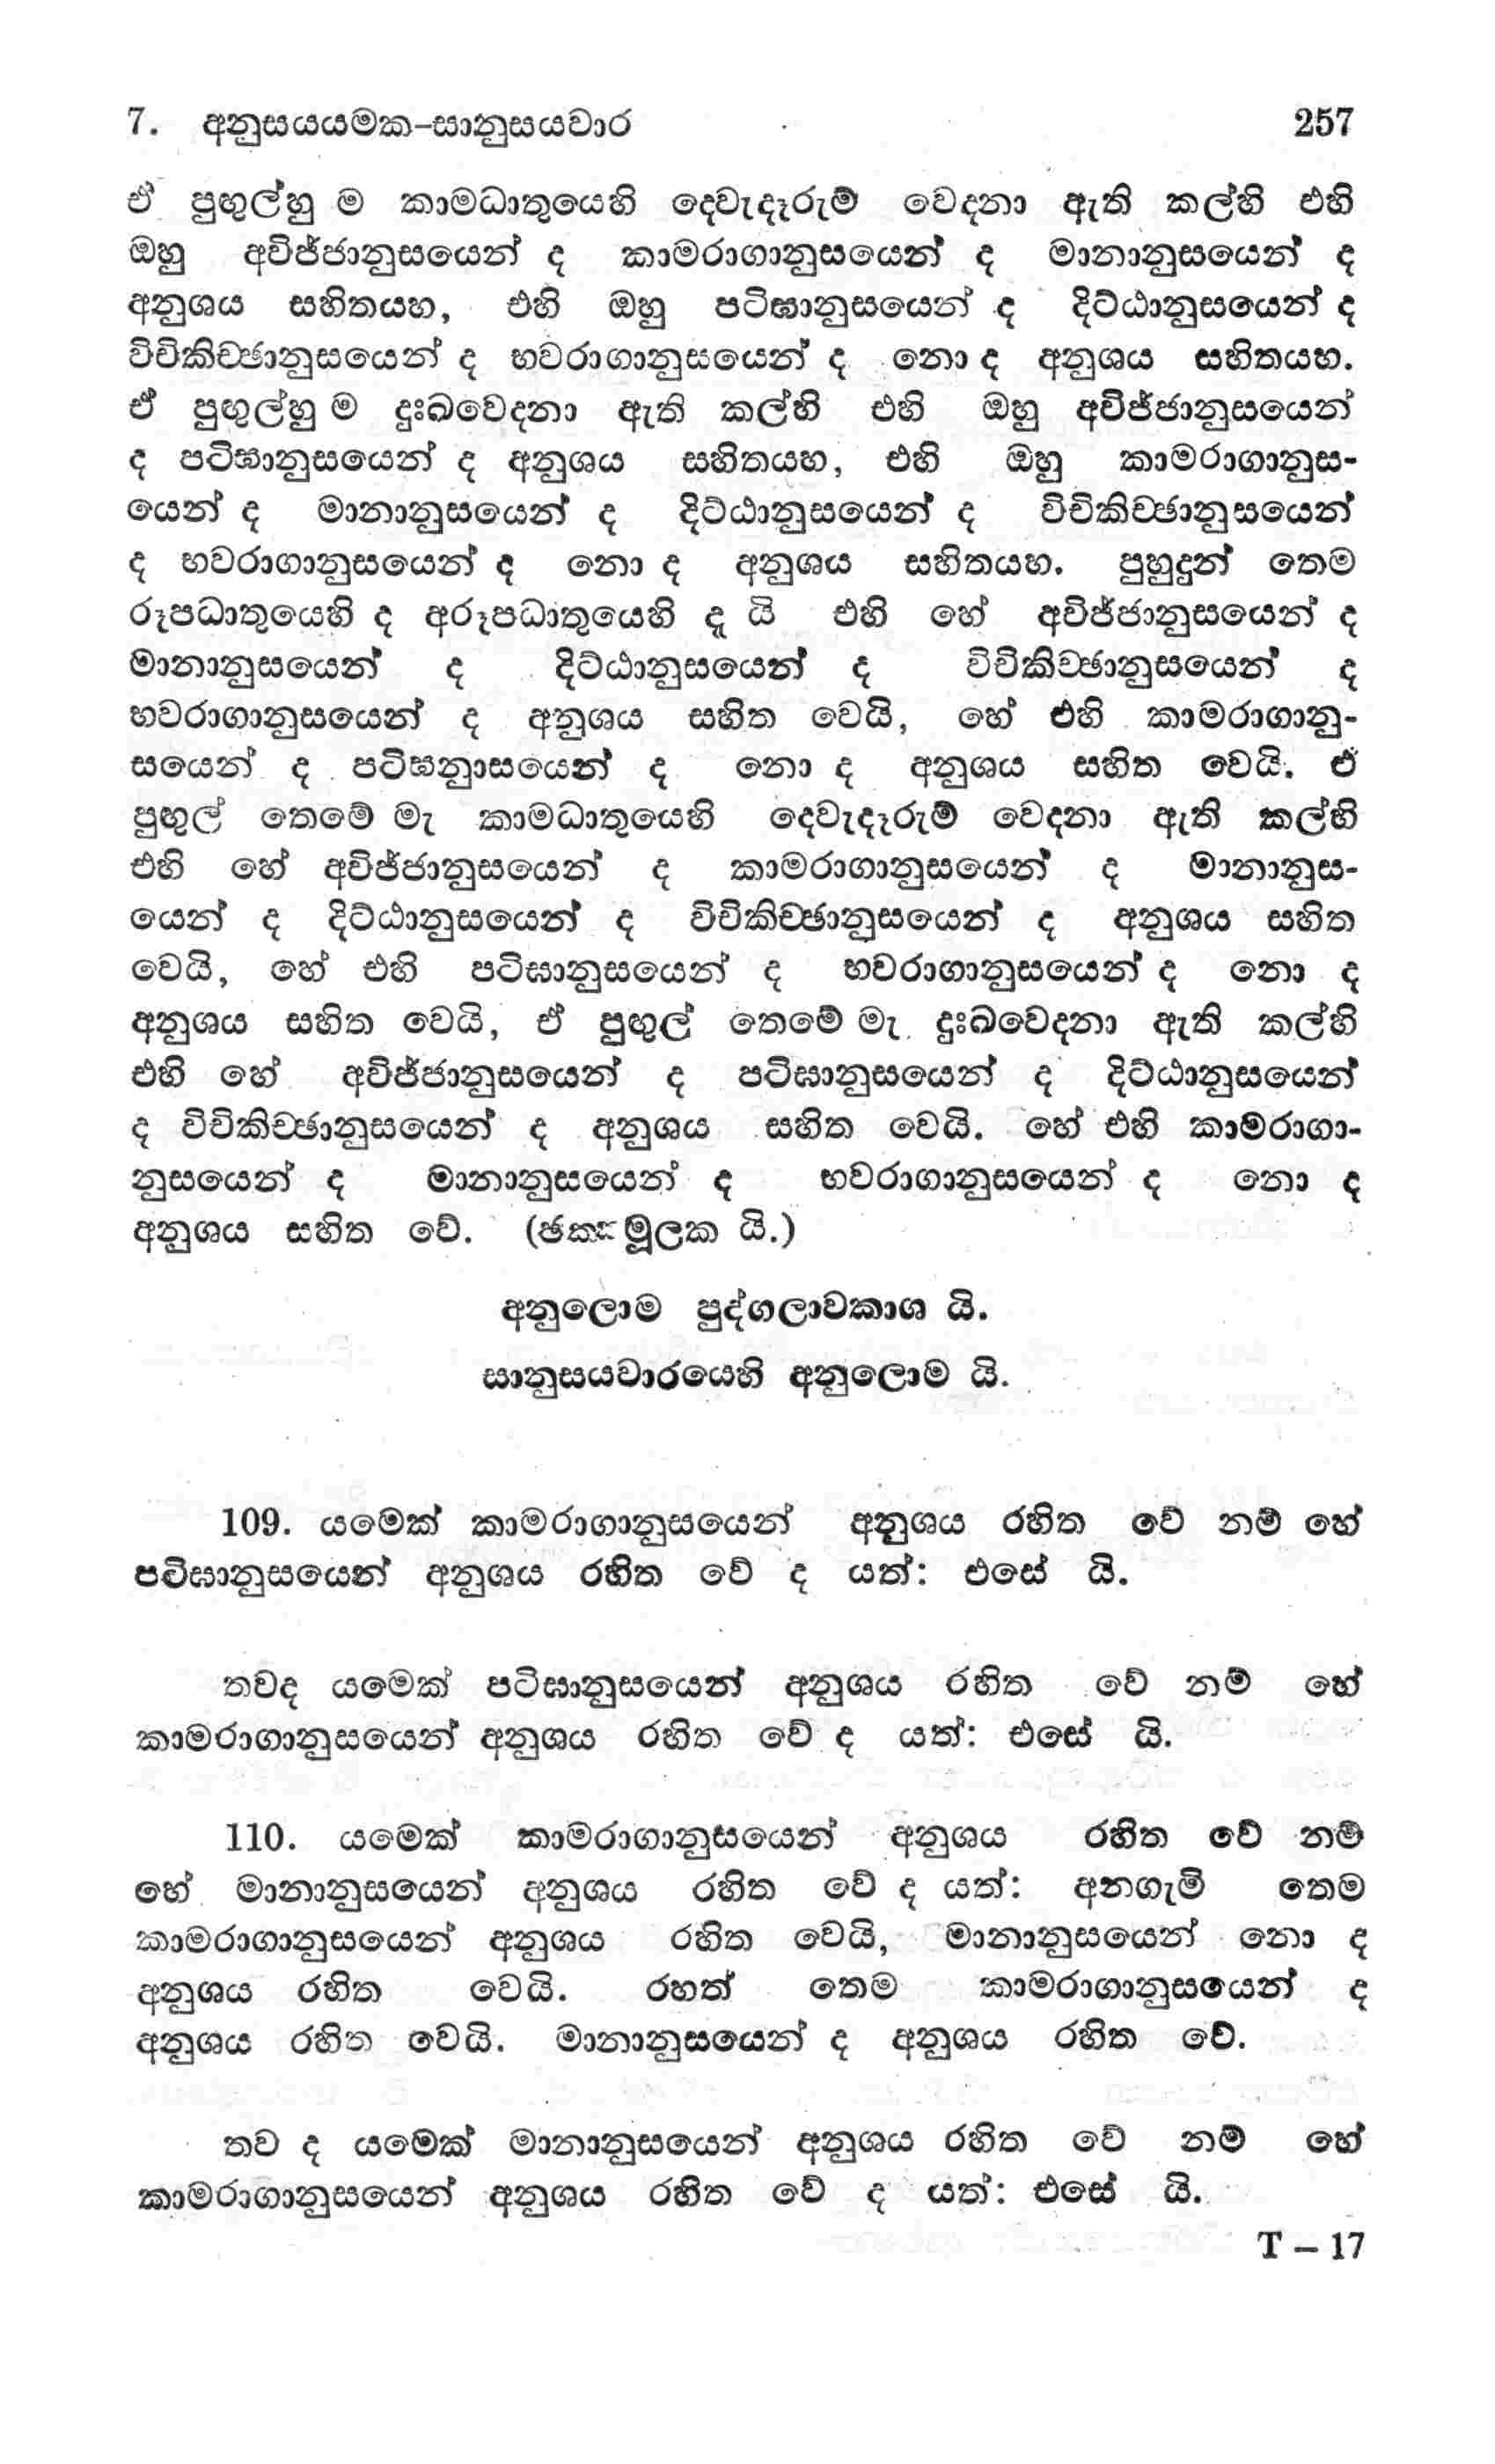 7. අනුසයයමක-සානුසයවාර 257
ඒ පුඟුල්හු ම කාමධාතුයෙහි දෙවැදෑරුම් වෙදනා ඇති කල්හි එහි
ඔහු අවිජ්ජානුසයෙන් ද කාමරාගානුසයෙන් ද මානානුසයෙන් ද
අනුශය සහිතයහ, එහි ඔහු පටිඝානුසයෙන් ද දිට්ඨානුසයෙන් ද
විචිකිච්ඡානුසයෙන් ද භවරාගානුසයෙන් ද නො ද අනුශය සහිතයහ.
ඒ පුඟුල්හු ම දුඃඛවෙදනා ඇති කල්හි එහි ඔහු අවිජ්ජානුසයෙන්
ද පටිඝානුසයෙන් ද අනුශය සහිතයහ, එහි ඔහු කාමරාගානුස-
යෙන් ද මානානුසයෙන් ද දිට්ඨානුසයෙන් ද විචිකිච්ඡානුසයෙන්
ද භවරාගානුසයෙන් ද නො ද අනුශය සහිතයහ. පුහුදුන් තෙම
රූපධාතුයෙහි ද අරූපධාතුයෙහි දැ යි එහි හේ අවිජ්ජානුසයෙන් ද
මානානුසයෙන් ද දිට්ඨානුසයෙන් ද විචිකිච්ඡානුසයෙන් ද
භවරාගානුසයෙන් ද අනුශය සහිත වෙයි, හේ එහි කාමරාගානු-
සයෙන් ද පටිඝනුාසයෙන් ද නො ද අනුශය සහිත වෙයි. ඒ
පුඟුල් තෙමේ මැ කාමධාතුයෙහි දෙවැදෑරුම් වෙදනා ඇති කල්හි
එහි හේ අවිජ්ජානුසයෙන් ද කාමරාගානුසයෙන් ද මානානුස-
යෙන් ද දිට්ඨානුසයෙන් ද විචිකිච්ඡානුසයෙන් ද අනුශය සහිත
වෙයි, හේ එහි පටිඝානුසයෙන් ද භවරාගානුසයෙන් ද නො ද
අනුශය සහිත වෙයි, ඒ පුඟුල් තෙමේ මැ දුඃඛවෙදනා ඇති කල්හි
එහි හේ අවිජ්ජානුසයෙන් ද පටිඝානුසයෙන් ද දිට්ඨානුසයෙන්
ද විචිකිච්ඡානුසයෙන් ද අනුශය සහිත වෙයි. හේ එහි කාමරාගා-
නුසයෙන් ද මානානුසයෙන් ද භවරාගානුසයෙන් ද නො ද
අනුශය සහිත වේ. මූලක යි.)
අනුලොම පුද්ගලාවකාශ යි.
සානුසයවාරයෙහි අනුලොම යි.
109. යමෙක් කාමරාගානුසයෙන් අනුශය රහිත වේ නම් හේ
පටිඝානුසයෙන් අනුශය රහිත වේ ද යත්: එසේ යි.
තවද යමෙක් පටිඝානුසයෙන් අනුශය රහිත වේ නම් හේ
කාමරාගානුසයෙන් අනුශය රහිත වේ ද යත්: එසේ යි.
110. යමෙක් කාමරාගානුසයෙන් අනුශය රහිත වේ නම්
හේ මානානුසයෙන් අනුශය රහිත වේ ද යත්: අනගැමි තෙම
කාමරාගානුසයෙන් අනුශය රහිත වෙයි, මානානුසයෙන් නො ද
අනුශය රහිත වෙයි. රහත් තෙම කාමරාගානුසයෙන් ද
අනුශය රහිත වෙයි. මානානුසයෙන් ද අනුශය රහිත වේ.
තව ද යමෙක් මානානුසයෙන් අනුශය රහිත වේ නම් හේ
කාමරාගානුසයෙන් අනුශය රහිත වේ ද යත්: එසේ යි.
T – 17